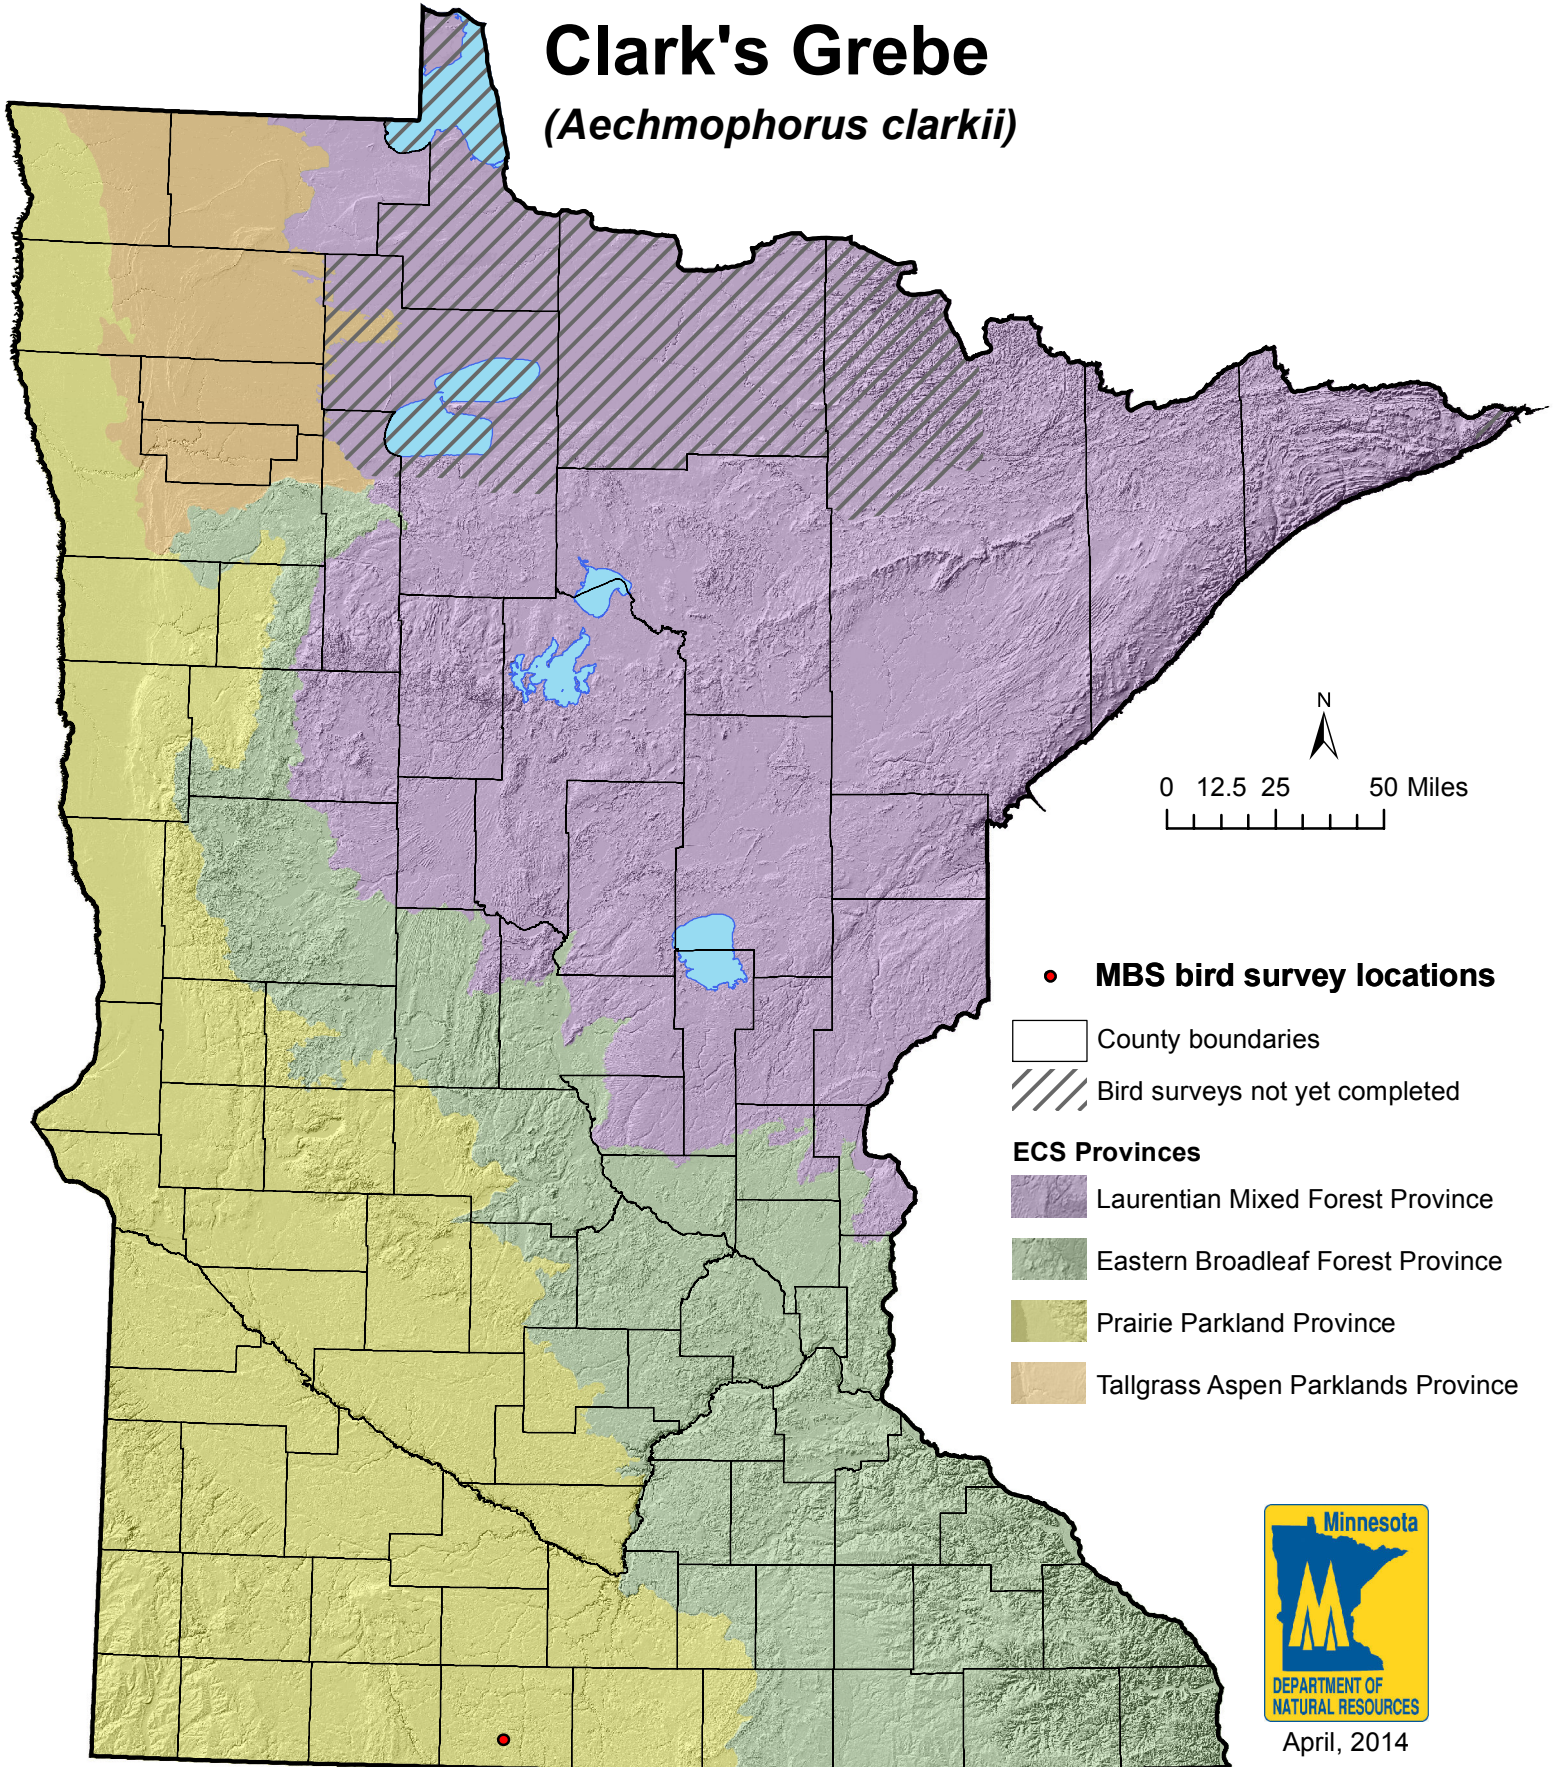 Clark's Grebe
(Aechmophorus clarkii)
N
0 12.5 25 50 Miles
MBS bird survey locations
County boundaries
Bird surveys not yet completed
ECS Provinces
Laurentian Mixed Forest Province
Eastern Broadleaf Forest Province
Prairie Parkland Province
Tallgrass Aspen Parklands Province
Minnesota
DEPARTMENT OF
NATURAL RESOURCES
April, 2014